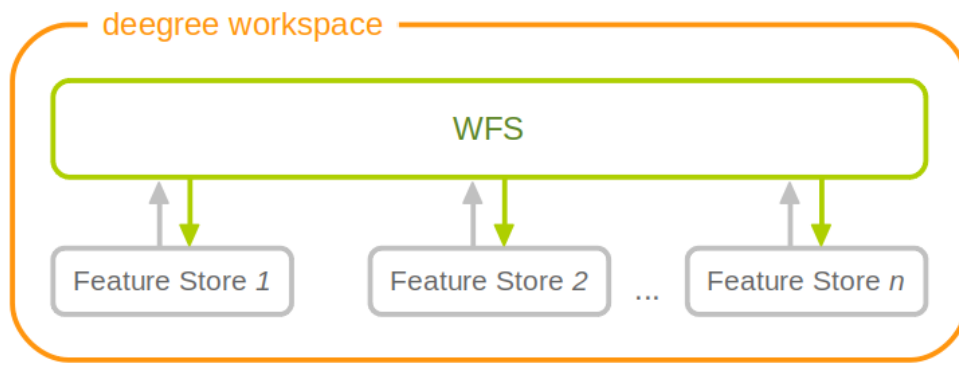 deegree workspace
WFS
Feature Store 1
Feature Store 2
...
Feature Store n